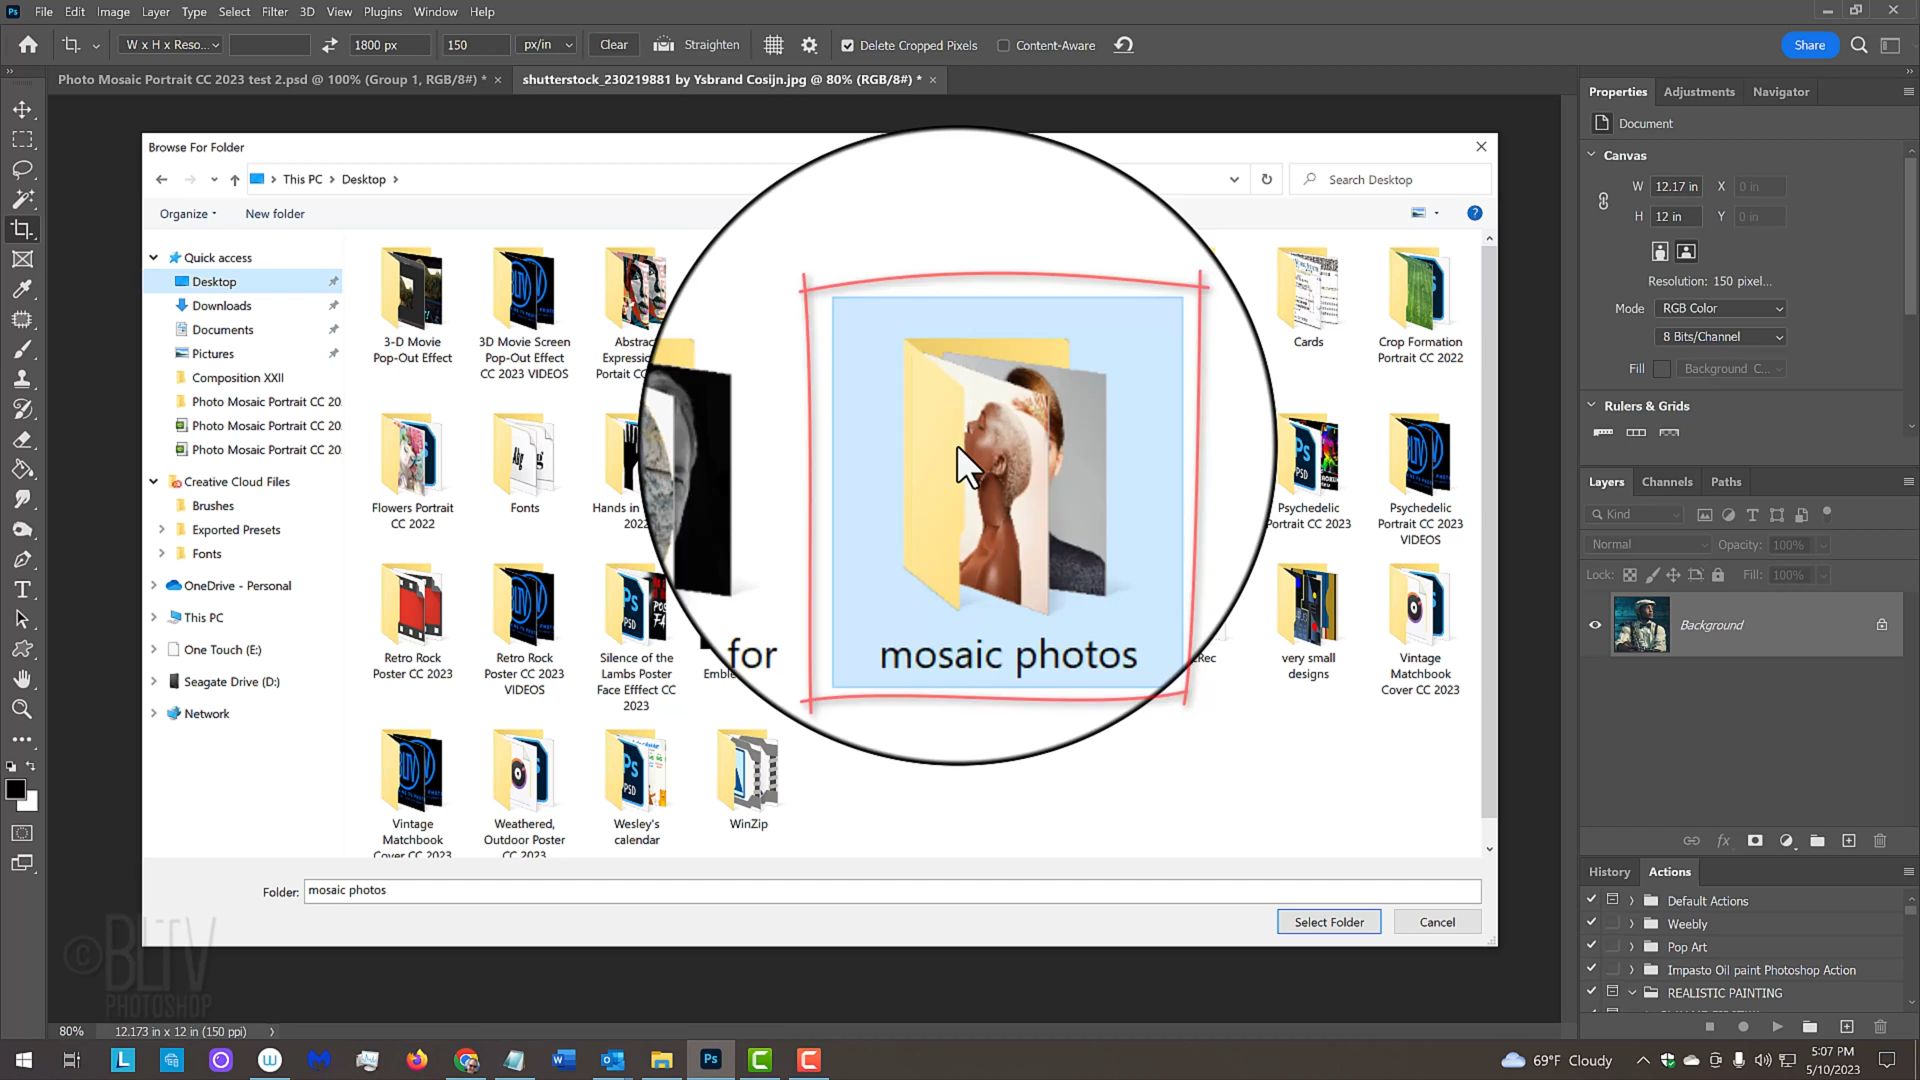 File Edit Image Layer Type Select Filter 3D View Plugins Window Help
W x H x Reso... 1800 px 150 px/in Clear Straighten Delete Cropped Pixels Content-Aware Share
Photo Mosaic Portrait CC 2023 test 2.psd @ 100% (Group 1, RGB/8#) * × shutterstock_230219881 by Ysbrand Cosijn.jpg @ 80% (RGB/8#) * ×
Browse For Folder
This PC > Desktop >
Search Desktop
Organize New folder
Quick access
Desktop
Downloads
Documents
Pictures
Composition XXII
Photo Mosaic Portrait CC 20
Photo Mosaic Portrait CC 20
Photo Mosaic Portrait CC 20
Creative Cloud Files
Brushes
Exported Presets
Fonts
OneDrive - Personal
This PC
One Touch (E:)
Seagate Drive (D:)
Network
3-D Movie
Pop-Out Effect
3D Movie Screen
Pop-Out Effect
CC 2023 VIDEOS
Abstrac
Expression
Portait CC
Cards
Crop Formation
Portrait CC 2022
Flowers Portrait
CC 2022
Fonts
Hands in
2022
Psychedelic
Portrait CC 2023
Psychedelic
Portrait CC 2023
VIDEOS
Retro Rock
Poster CC 2023
Retro Rock
Poster CC 2023
VIDEOS
Silence of the
Lambs Poster
Face Efffect CC
2023
for
Emble
mosaic photos
Rec
very small
designs
Vintage
Matchbook
Cover CC 2023
Vintage
Matchbook
Cover CC 2023
Weathered,
Outdoor Poster
CC 2023
Wesley's
calendar
WinZip
Folder: mosaic photos
Select Folder Cancel
©BLTV
PHOTOSHOP
Properties Adjustments Navigator
Document
Canvas
W 12.17 in X 0 in
H 12 in Y 0 in
Resolution: 150 pixel...
Mode RGB Color
8 Bits/Channel
Fill Background C...
Rulers & Grids
Layers Channels Paths
Kind
Normal Opacity: 100%
Lock: Fill: 100%
Background
History Actions
Default Actions
Weebly
Pop Art
Impasto Oil paint Photoshop Action
REALISTIC PAINTING
80% 12.173 in x 12 in (150 ppi) >
69°F Cloudy
5:07 PM
5/10/2023